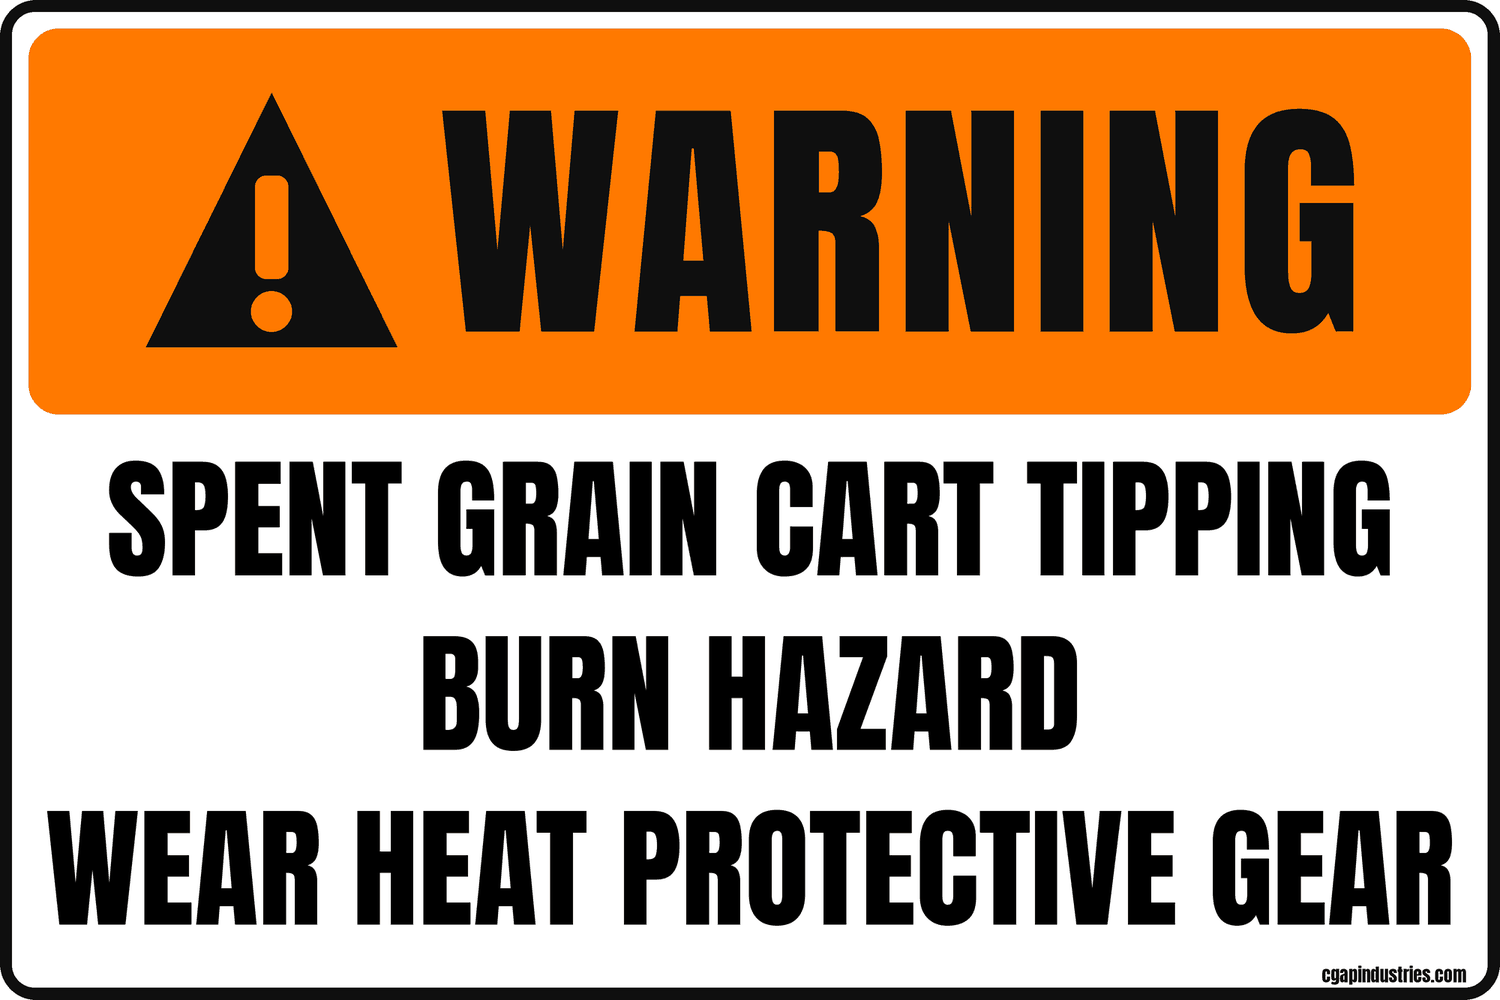 WARNING
SPENT GRAIN CART TIPPING
BURN HAZARD
WEAR HEAT PROTECTIVE GEAR
cgapindustries.com